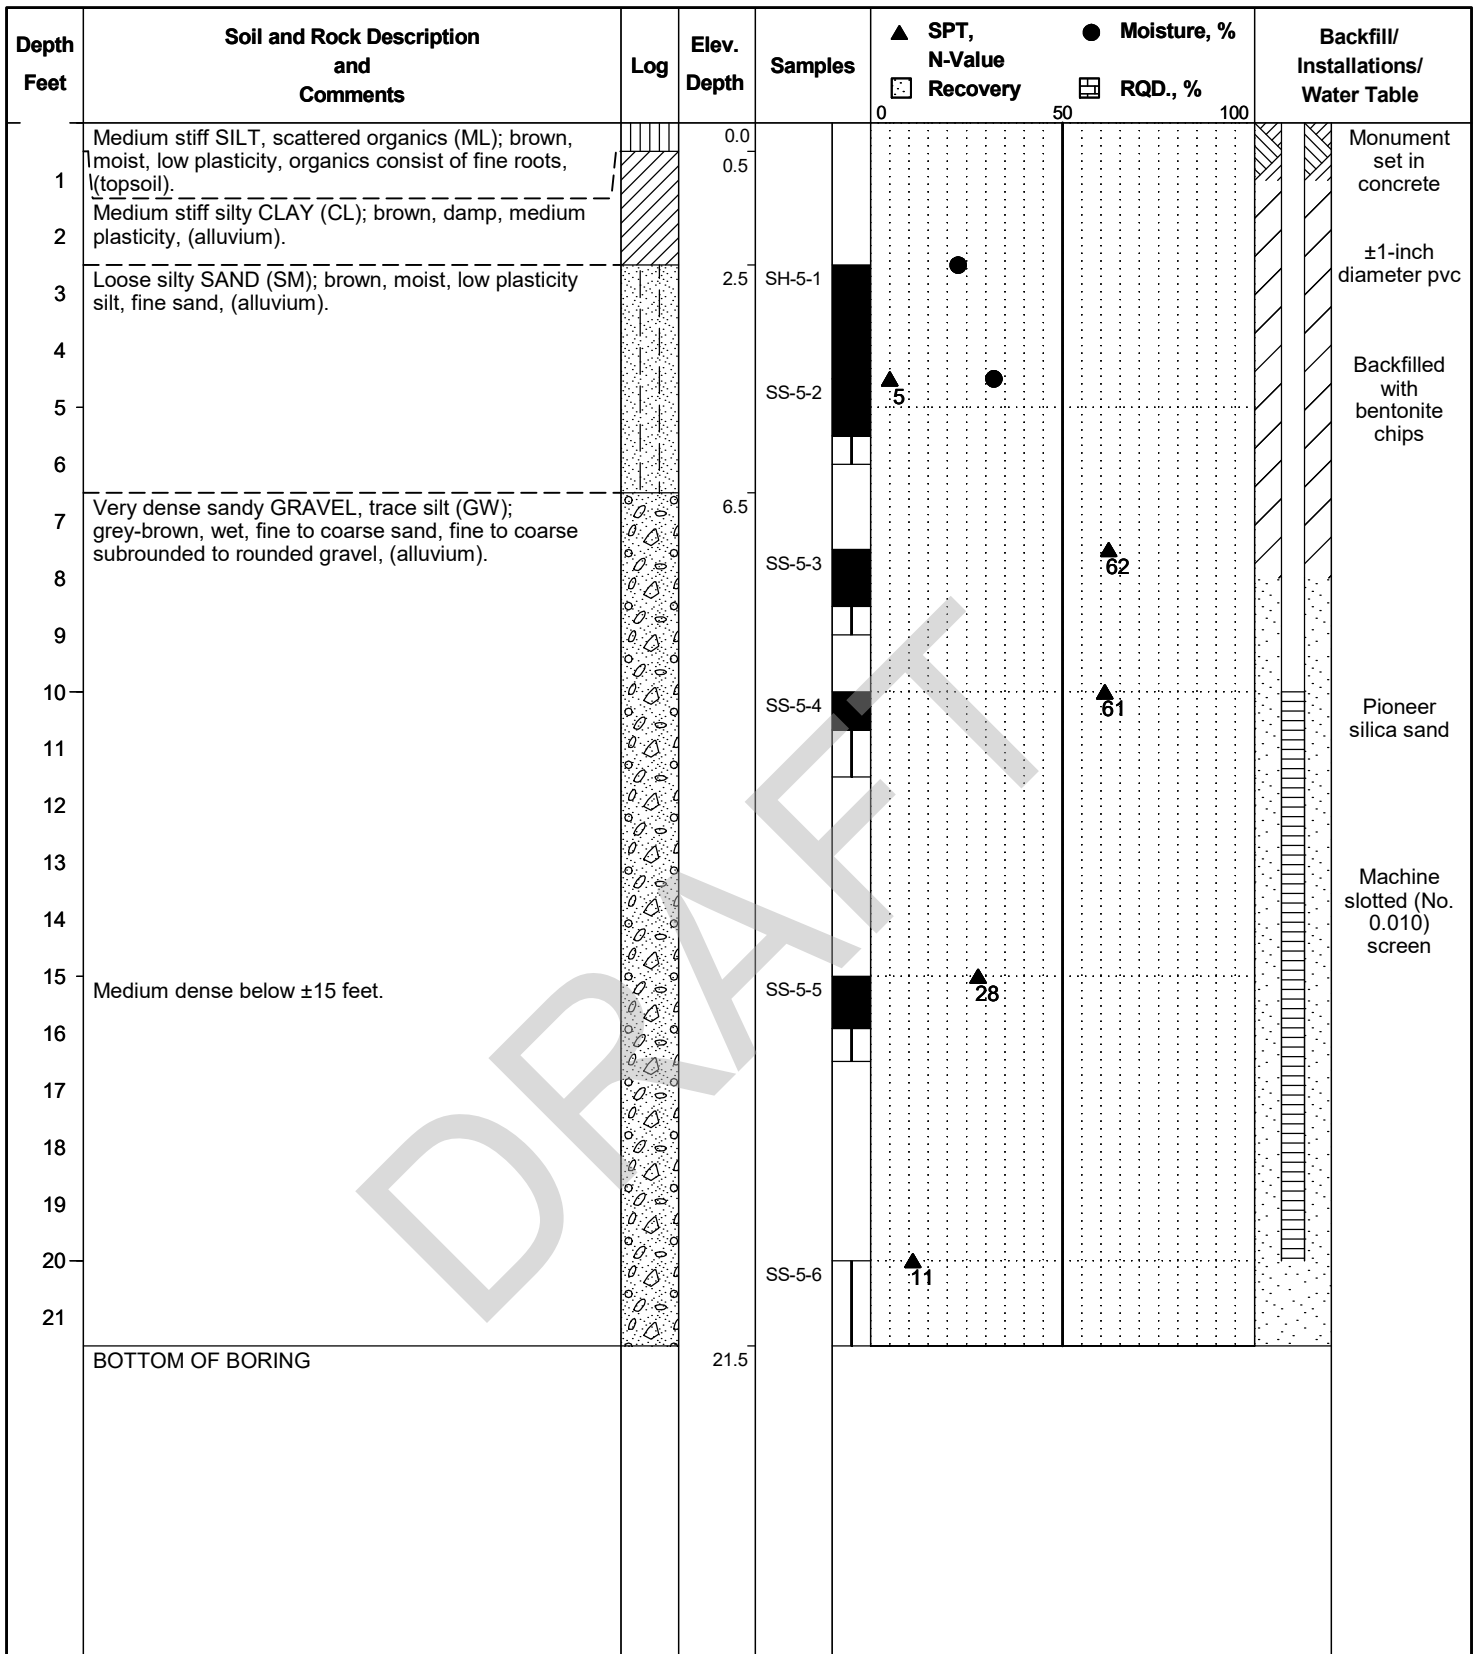 Depth
Feet
Soil and Rock Description
and
Comments
Log
Elev.
Depth
Samples
▲ SPT,
N-Value
Recovery
● Moisture, %
RQD., %
0 50 100
Backfill/
Installations/
Water Table
Medium stiff SILT, scattered organics (ML); brown,
moist, low plasticity, organics consist of fine roots,
(topsoil).
Medium stiff silty CLAY (CL); brown, damp, medium
plasticity, (alluvium).
Loose silty SAND (SM); brown, moist, low plasticity
silt, fine sand, (alluvium).
Very dense sandy GRAVEL, trace silt (GW);
grey-brown, wet, fine to coarse sand, fine to coarse
subrounded to rounded gravel, (alluvium).
Medium dense below ±15 feet.
BOTTOM OF BORING
1
2
3
4
5
6
7
8
9
10
11
12
13
14
15
16
17
18
19
20
21
0.0
0.5
2.5
6.5
21.5
SH-5-1
SS-5-2
SS-5-3
SS-5-4
SS-5-5
SS-5-6
5
62
61
28
11
Monument
set in
concrete
±1-inch
diameter pvc
Backfilled
with
bentonite
chips
Pioneer
silica sand
Machine
slotted (No.
0.010)
screen
DRAFT